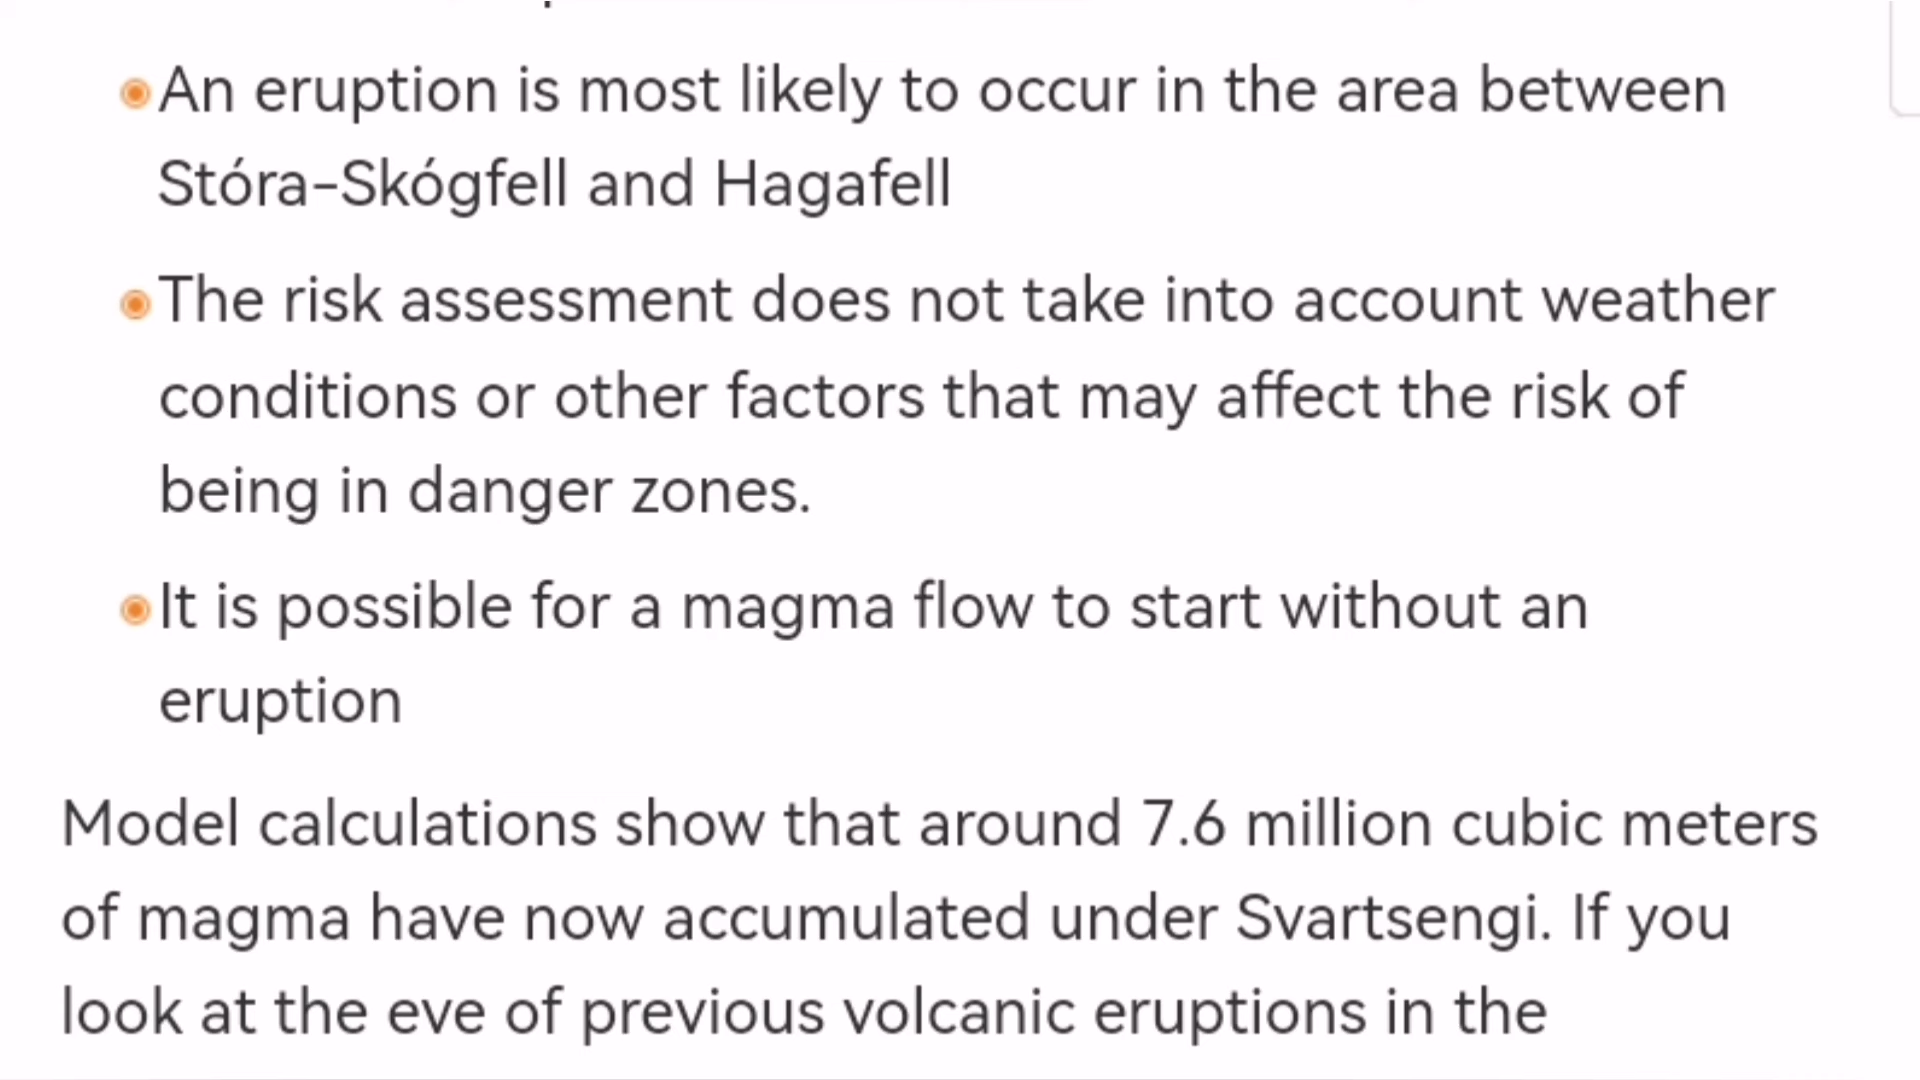 An eruption is most likely to occur in the area between
Stóra-Skógfell and Hagafell
The risk assessment does not take into account weather
conditions or other factors that may affect the risk of
being in danger zones.
It is possible for a magma flow to start without an
eruption
Model calculations show that around 7.6 million cubic meters
of magma have now accumulated under Svartsengi. If you
look at the eve of previous volcanic eruptions in the